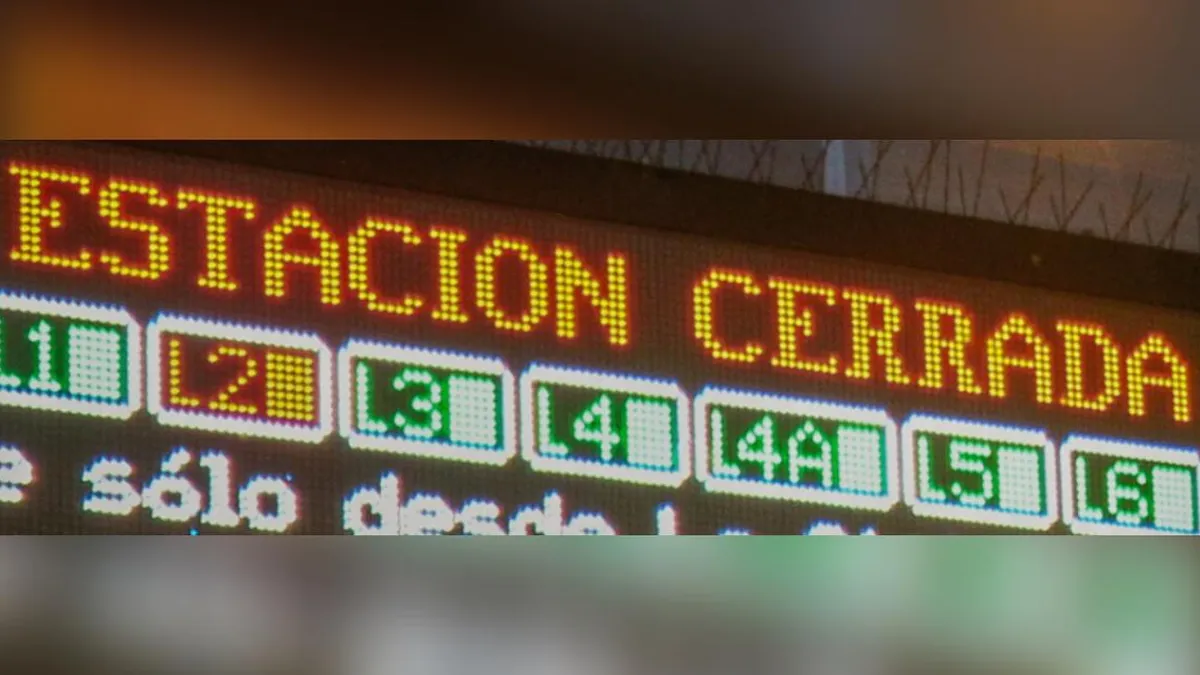 ESTACION CERRADA
L1 L2 L3 L4 L4A L5 L6
sólo desde